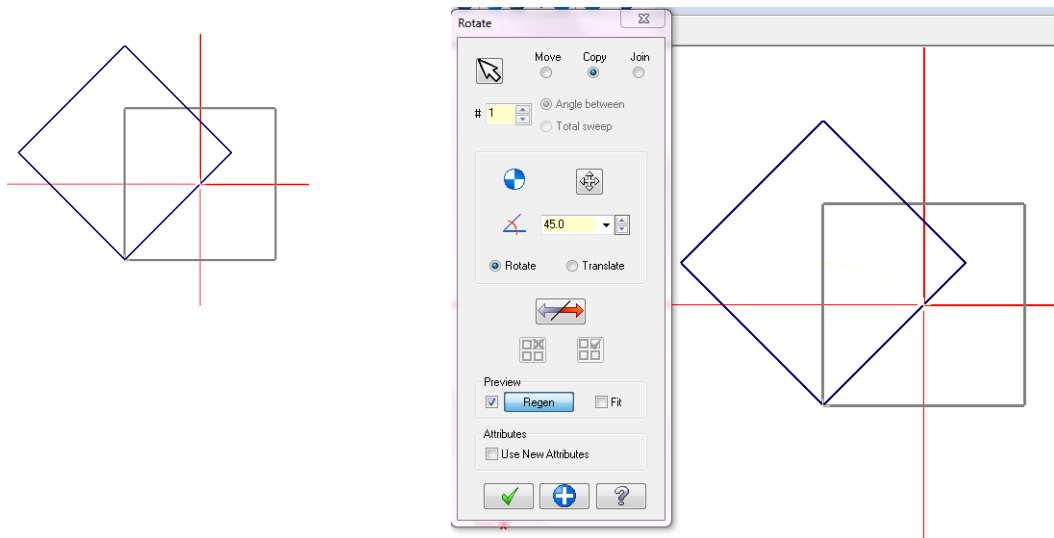 Rotate
Move Copy Join
# 1
Angle between
Total sweep
45.0
Rotate Translate
Preview
Regen Fit
Attributes
Use New Attributes